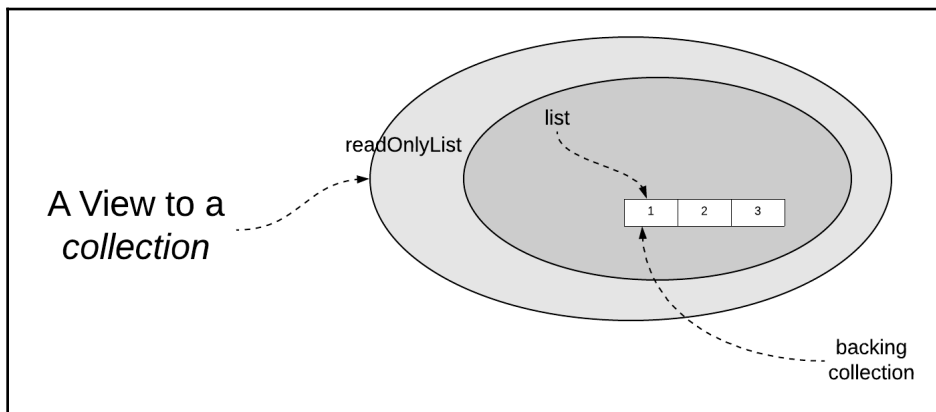 list
readOnlyList
A View to a
collection
1 2 3
backing
collection